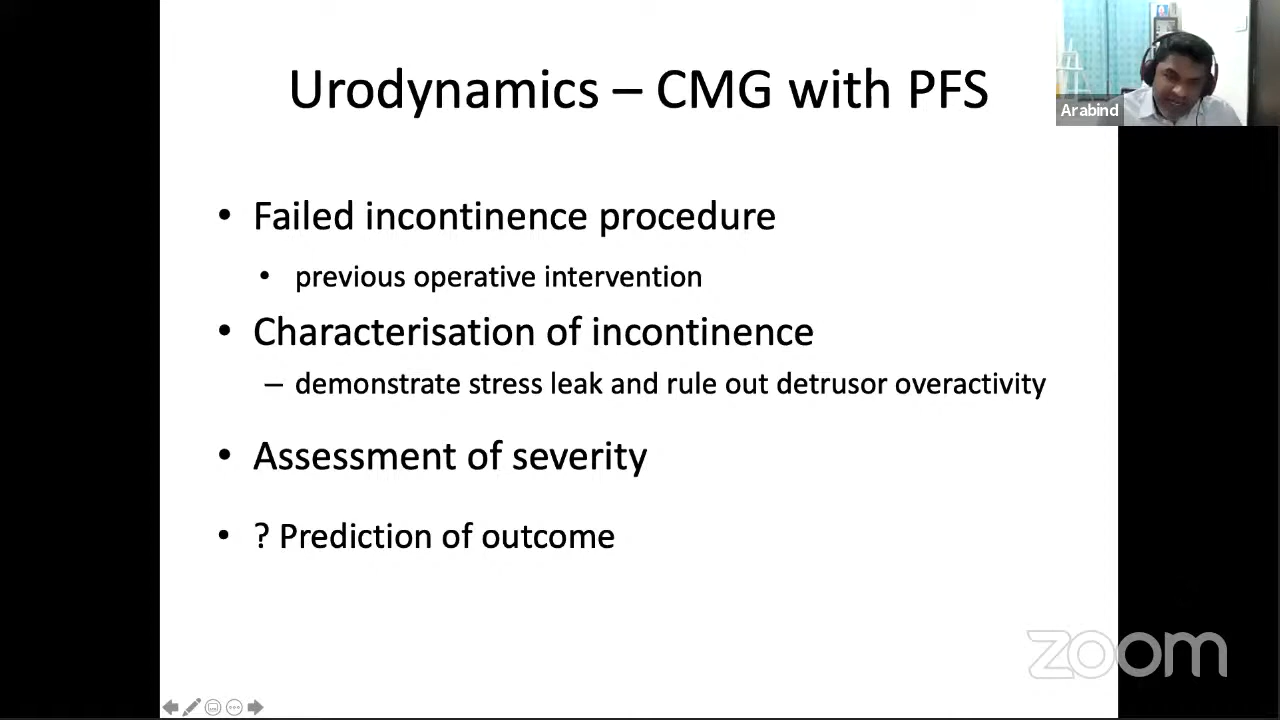 Urodynamics – CMG with PFS
Arabind
• Failed incontinence procedure
• previous operative intervention
• Characterisation of incontinence
– demonstrate stress leak and rule out detrusor overactivity
• Assessment of severity
• ? Prediction of outcome
zoom